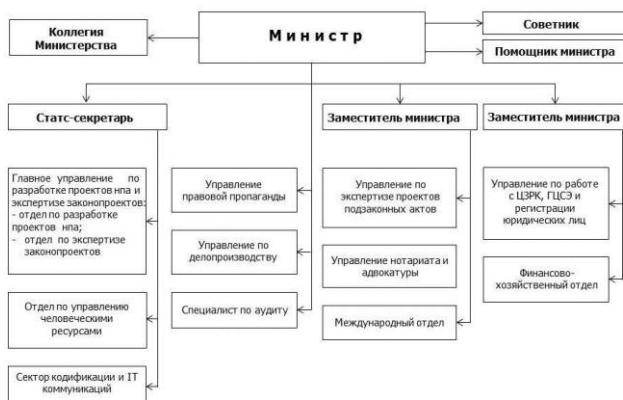 Коллегия
Министерства
Министр
Советник
Помощник министра
Статс-секретарь
Заместитель министра
Заместитель министра
Главное управление по
разработке проектов нпа и
экспертизе законопроектов:
- отдел по разработке
проектов нпа;
- отдел по экспертизе
законопроектов
Отдел по управлению
человеческими
ресурсами
Сектор кодификации и IT
коммуникаций
Управление
правовой пропаганды
Управление по
делопроизводству
Специалист по аудиту
Управление по
экспертизе проектов
подзаконных актов
Управление нотариата и
адвокатуры
Международный отдел
Управление по работе
с ЦЗРК, ГЦСЭ и
регистрации
юридических лиц
Финансово-
хозяйственный отдел